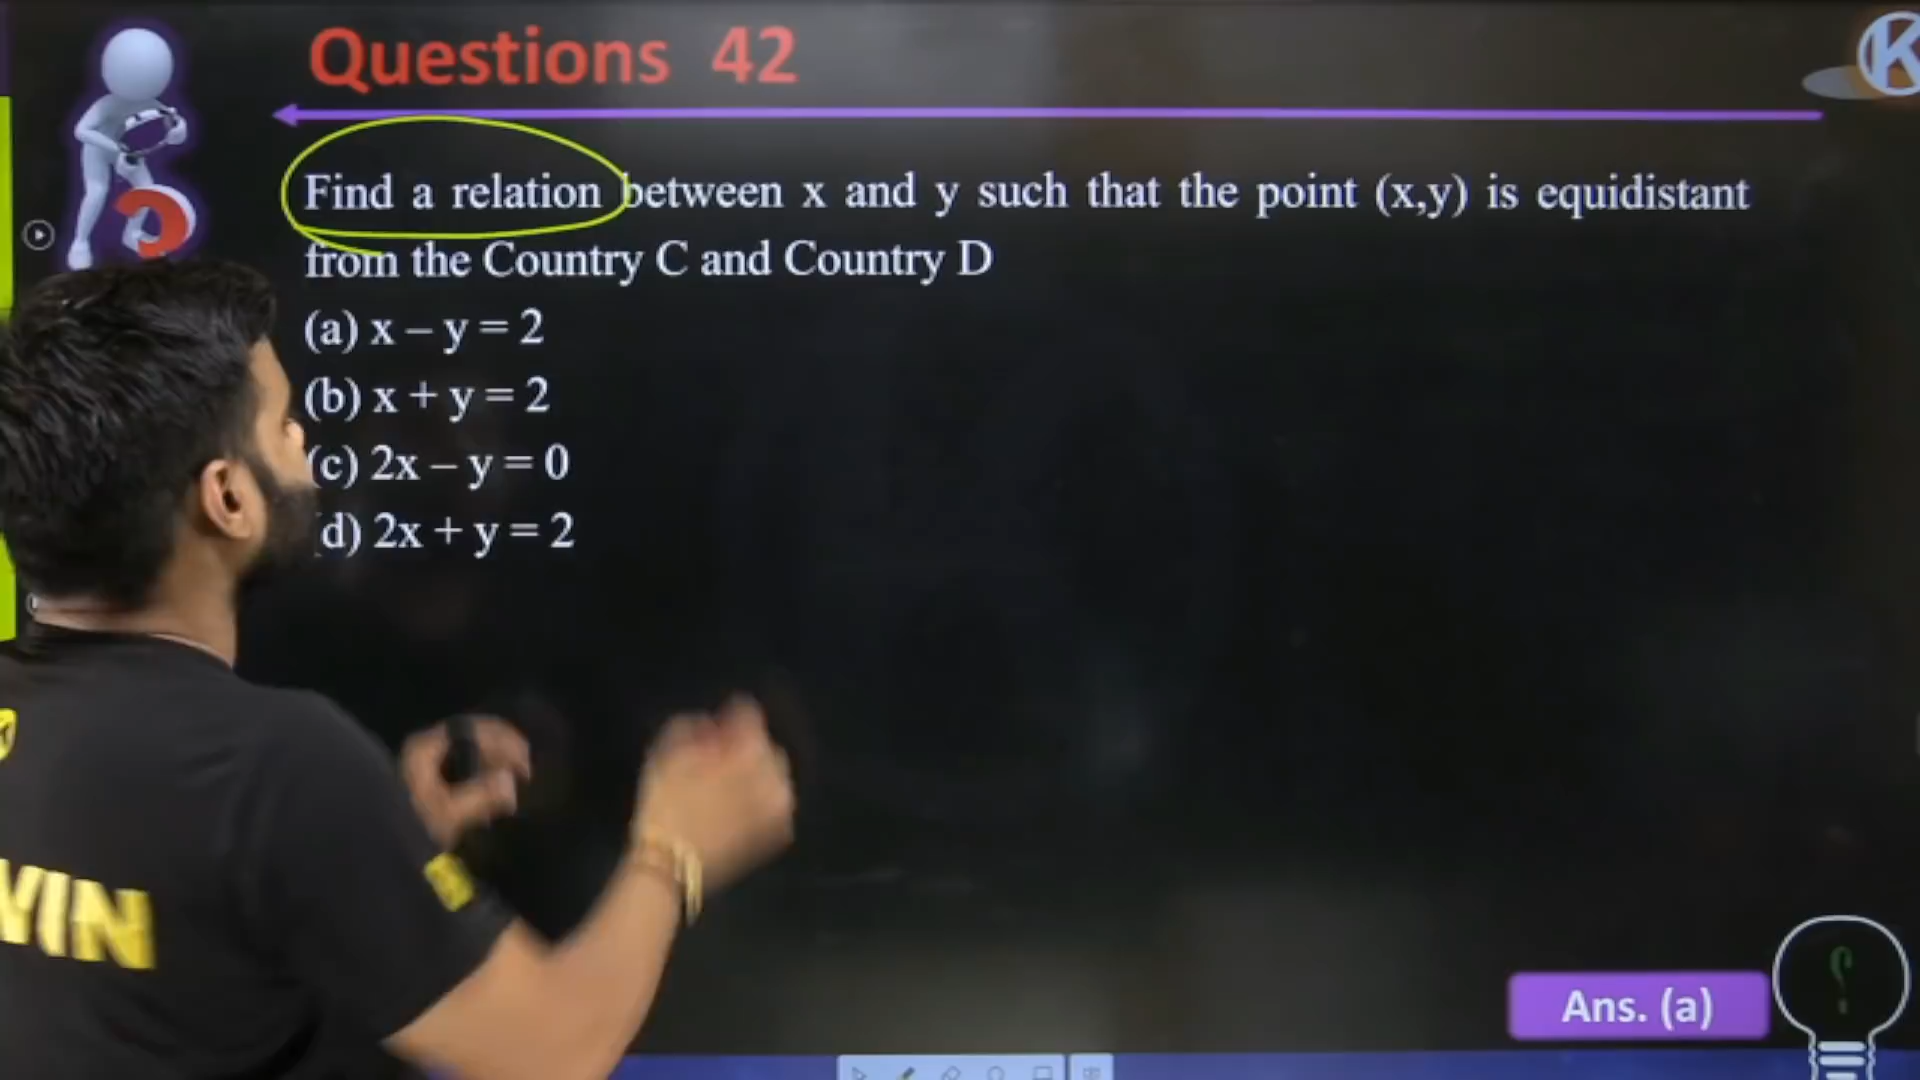 Questions 42
K
Find a relation between x and y such that the point (x,y) is equidistant
from the Country C and Country D
(a) x – y = 2
(b) x + y = 2
(c) 2x – y = 0
d) 2x + y = 2
VIN
Ans. (a)
?